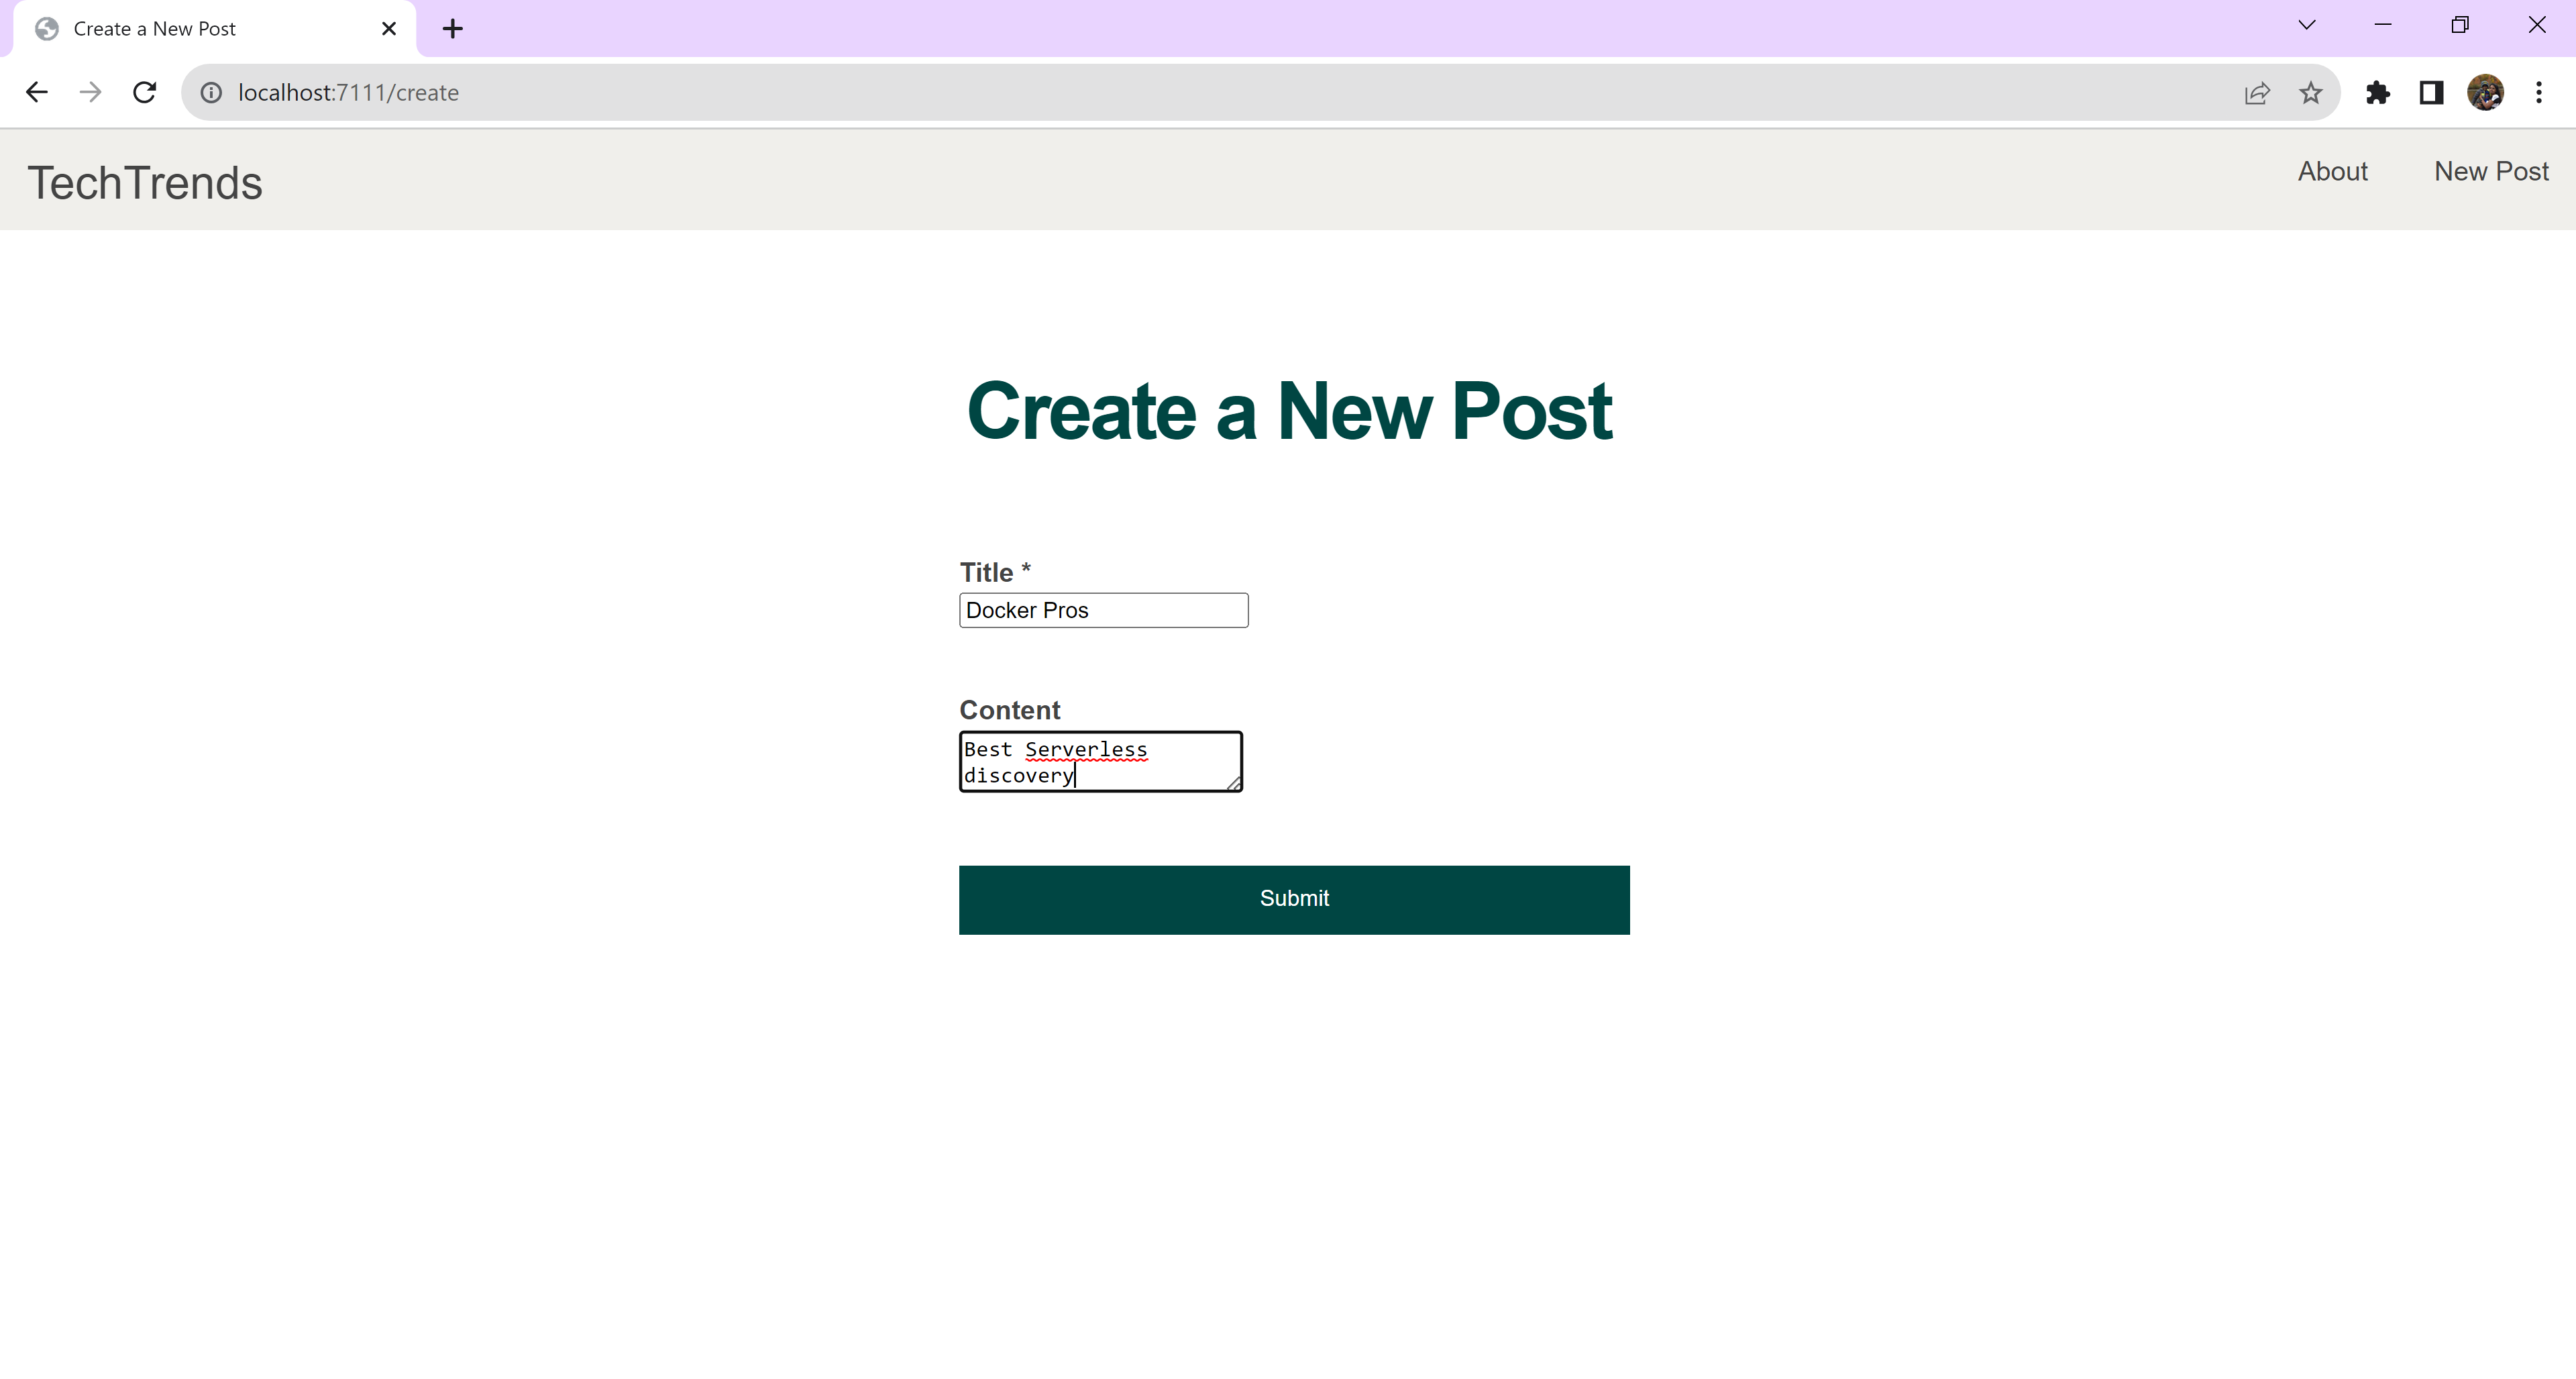 Create a New Post
localhost:7111/create
TechTrends
About
New Post
Create a New Post
Title *
Docker Pros
Content
Best Serverless
discovery
Submit